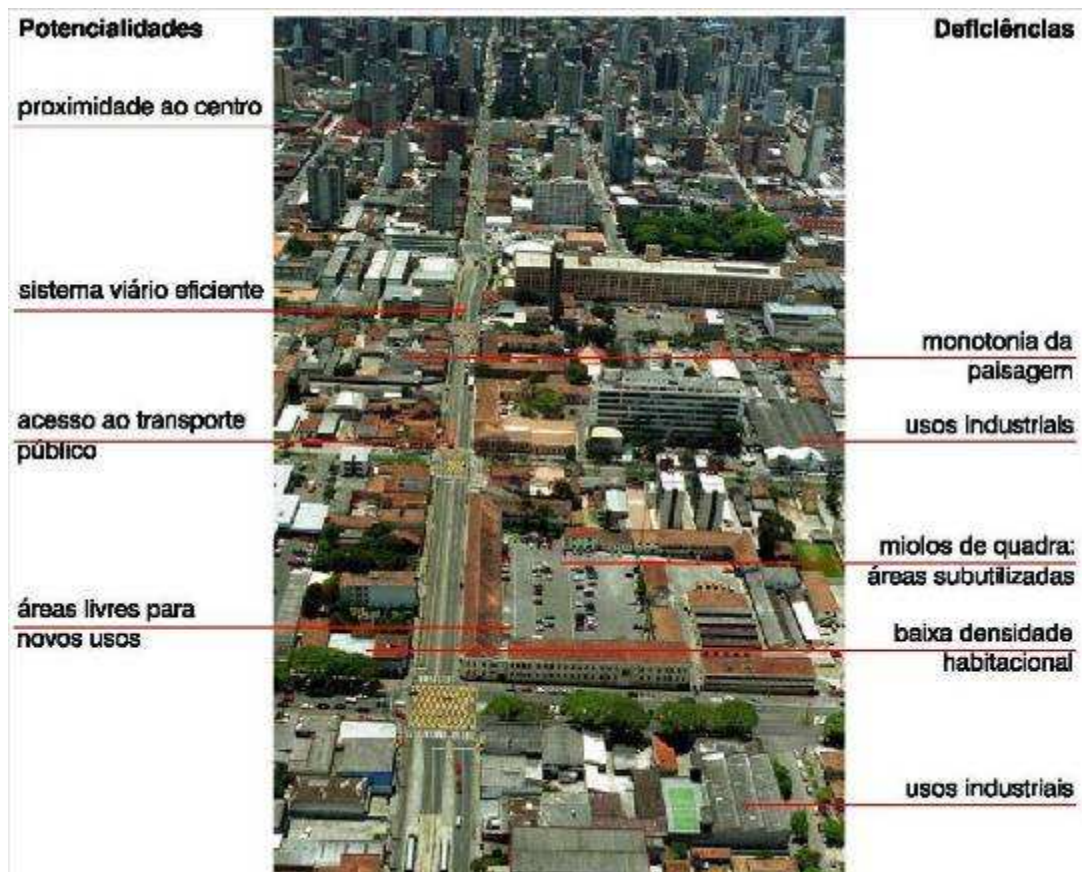 Potencialidades
proximidade ao centro
sistema viário eficiente
acesso ao transporte
público
áreas livres para
novos usos
Deficiências
monotonia da
paisagem
usos industriais
miolos de quadra:
áreas subutilizadas
baixa densidade
habitacional
usos industriais